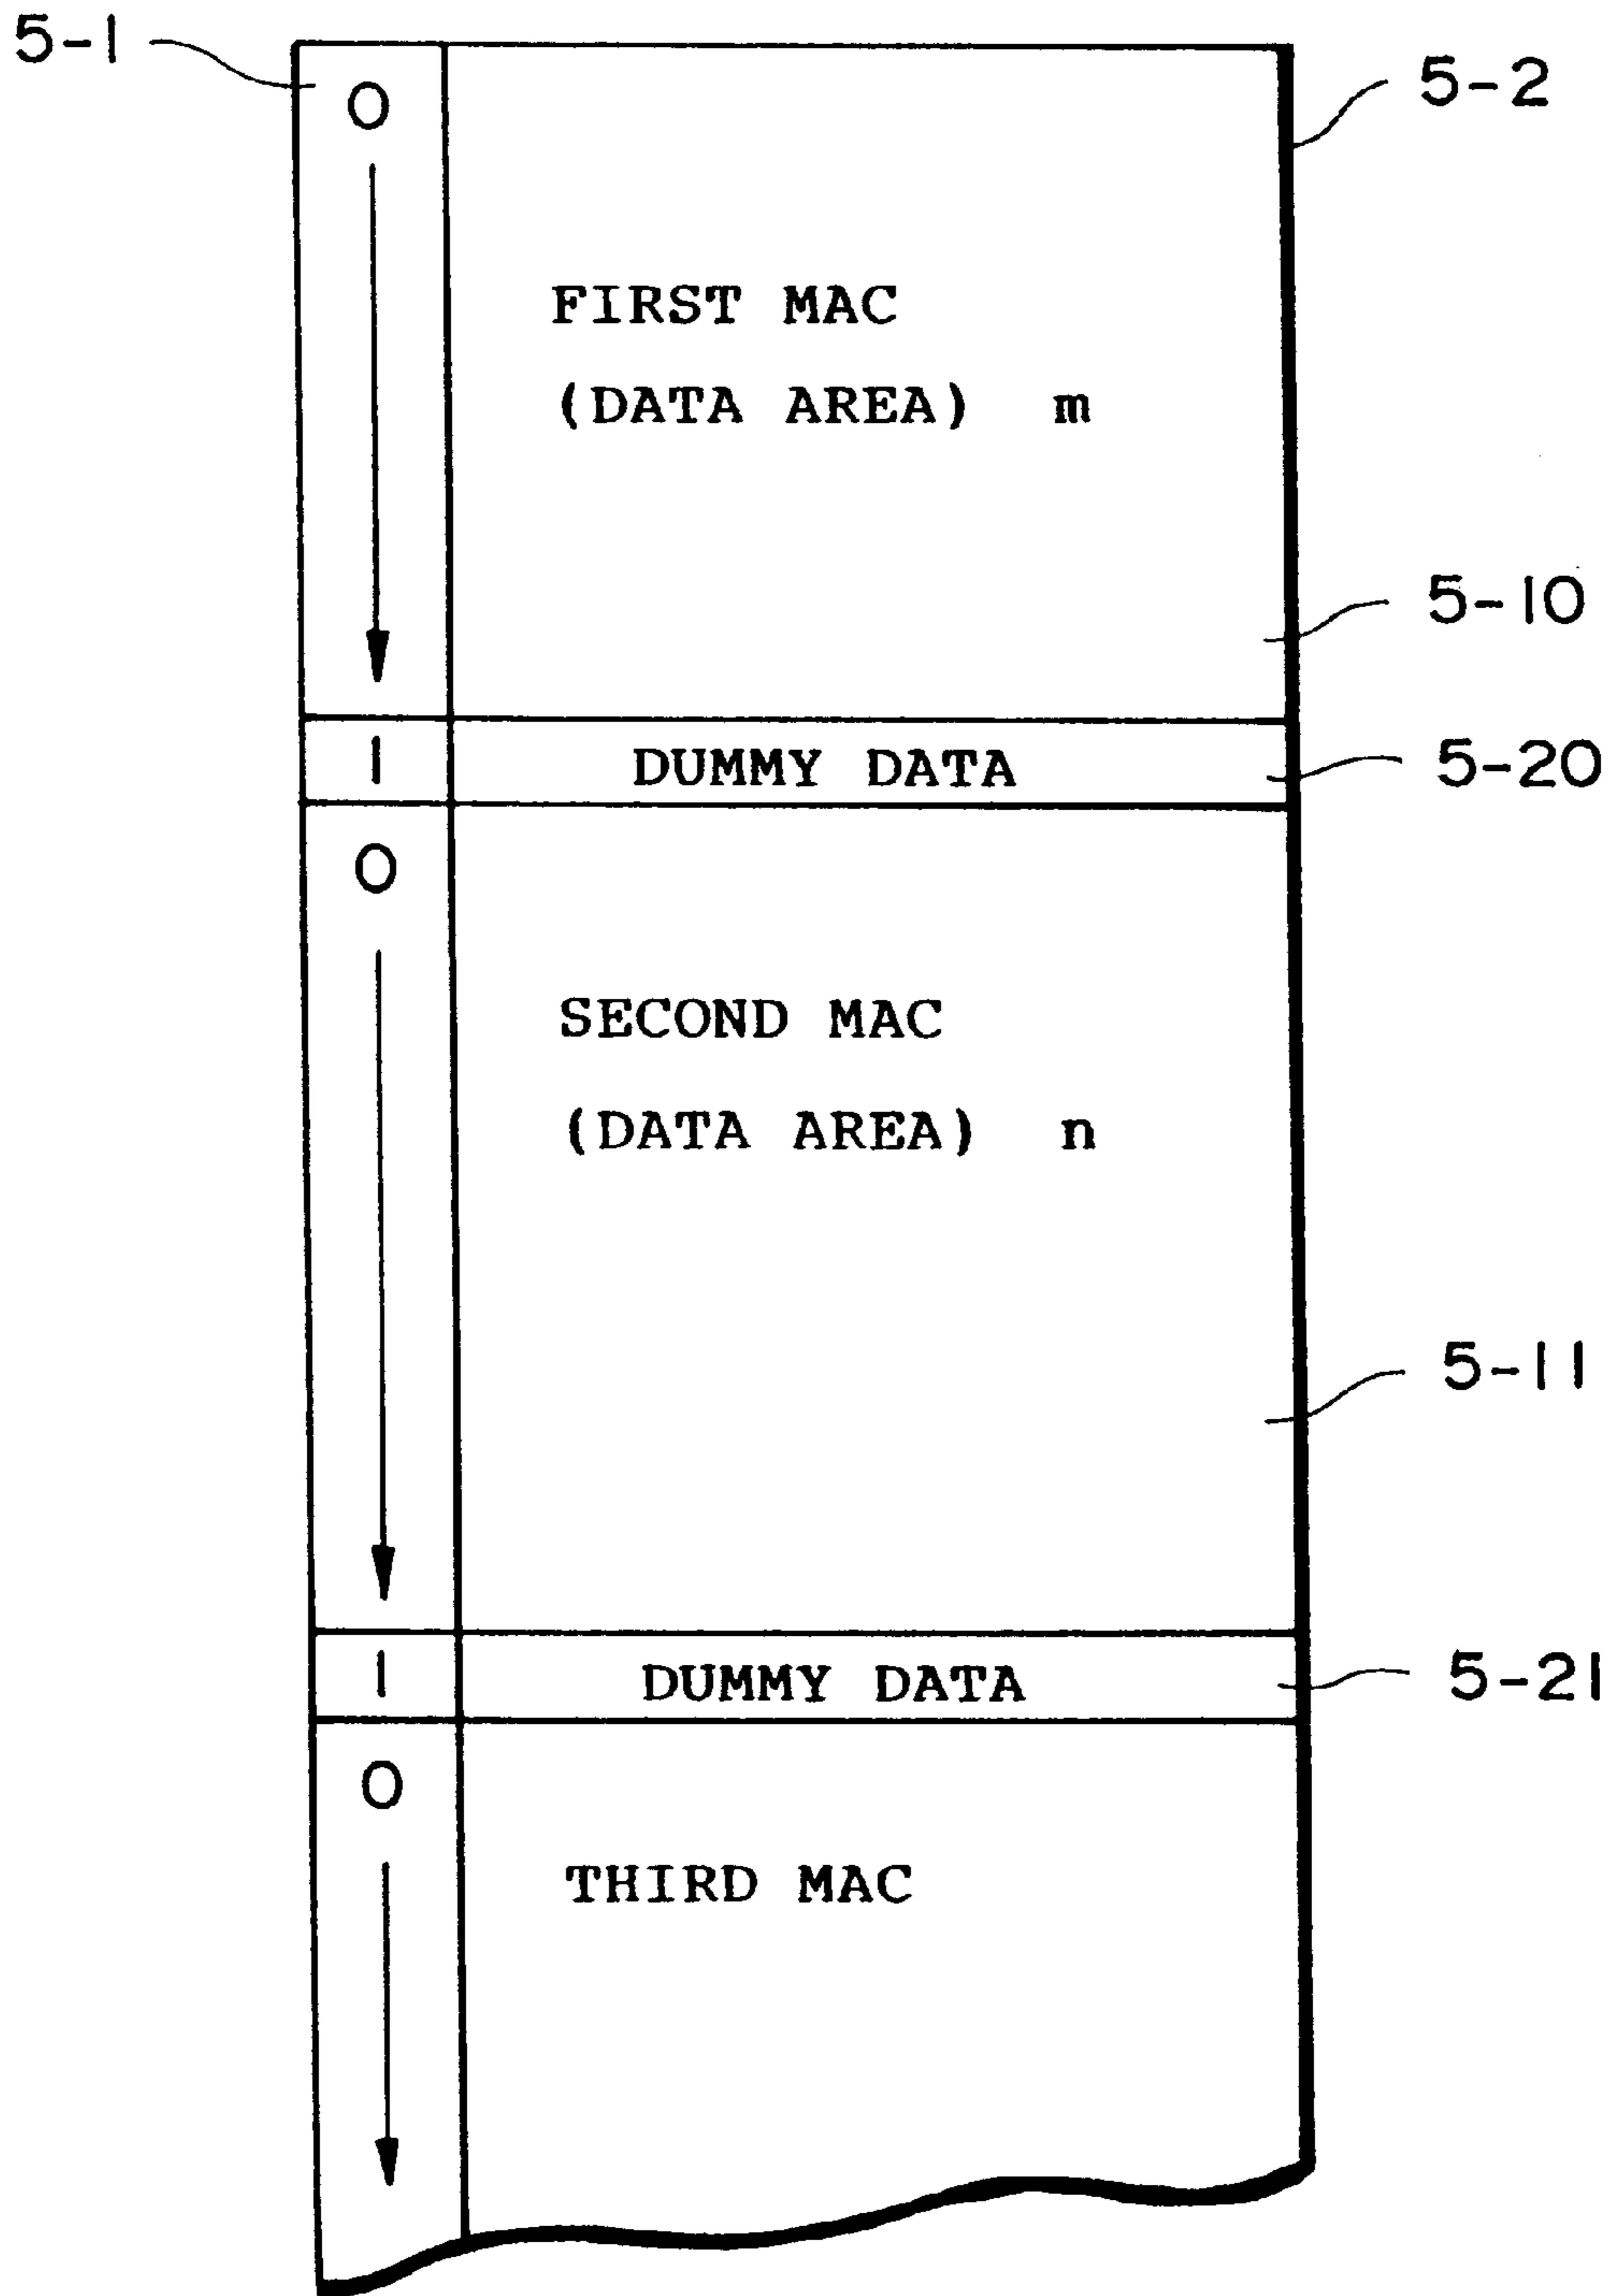 5-1
0
5-2
FIRST MAC
(DATA AREA) m
5-10
1 DUMMY DATA
5-20
0
SECOND MAC
(DATA AREA) n
5-11
1 DUMMY DATA
5-21
0
THIRD MAC